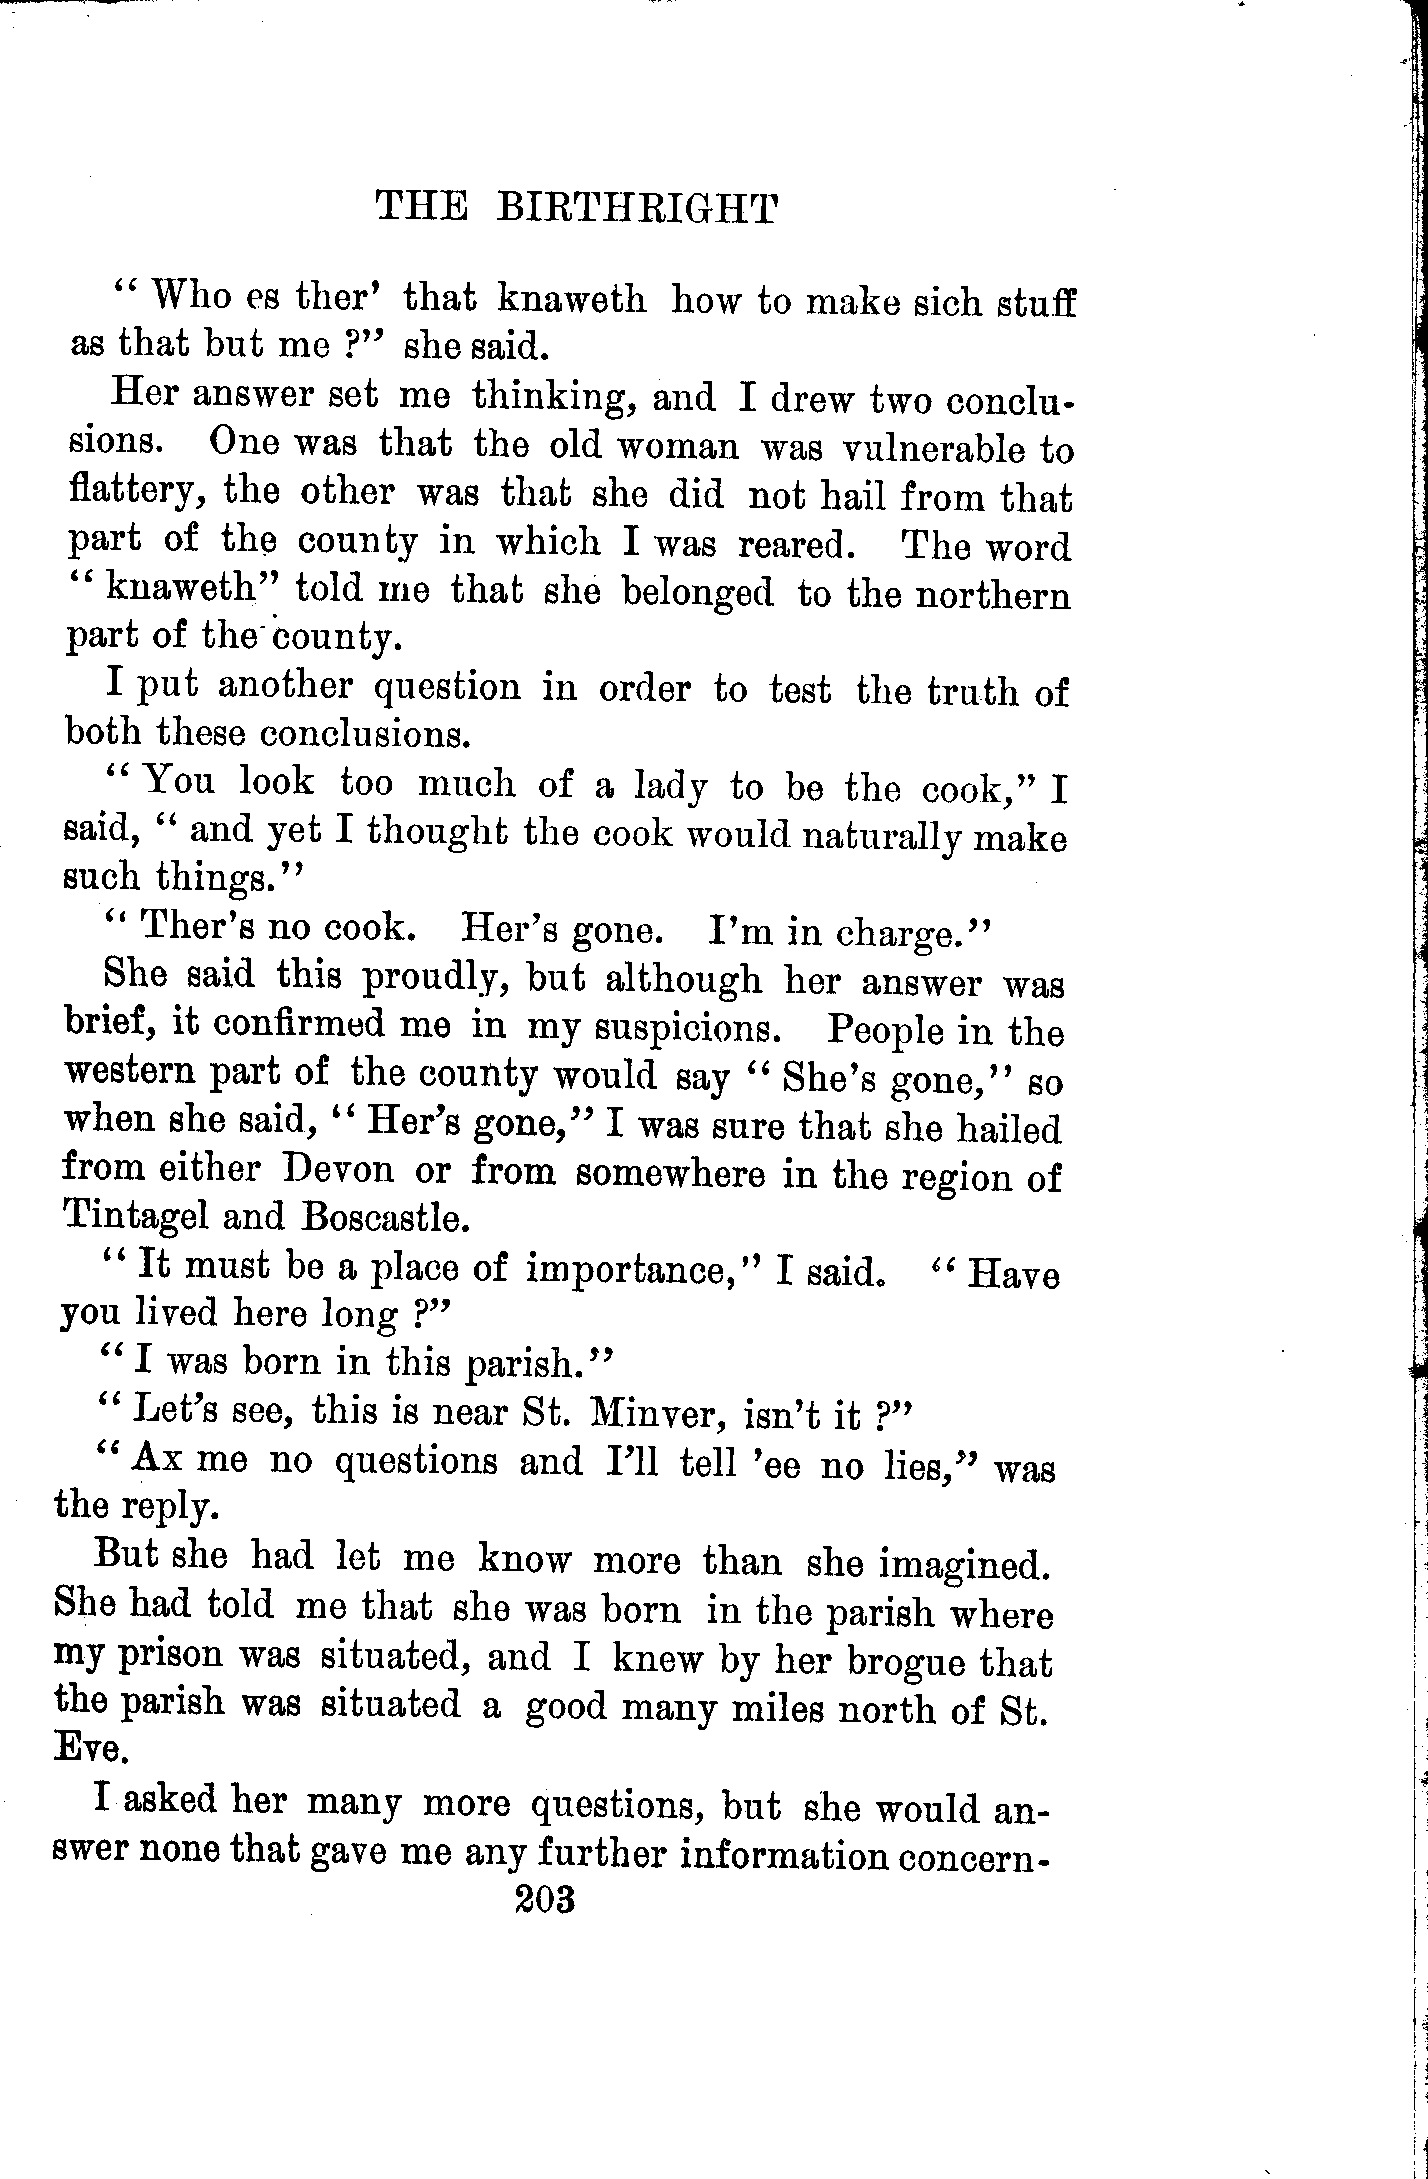 THE BIRTHRIGHT
“ Who es ther’ that knaweth how to make sich stuff
as that but me ?” she said.
Her answer set me thinking, and I drew two conclu-
sions. One was that the old woman was vulnerable to
flattery, the other was that she did not hail from that
part of the county in which I was reared. The word
“ knaweth” told me that she belonged to the northern
part of the county.
I put another question in order to test the truth of
both these conclusions.
“ You look too much of a lady to be the cook,” I
said, “ and yet I thought the cook would naturally make
such things.”
“ Ther’s no cook. Her’s gone. I’m in charge.”
She said this proudly, but although her answer was
brief, it confirmed me in my suspicions. People in the
western part of the county would say “ She’s gone,” so
when she said, “ Her’s gone,” I was sure that she hailed
from either Devon or from somewhere in the region of
Tintagel and Boscastle.
“ It must be a place of importance,” I said. “ Have
you lived here long ?”
“ I was born in this parish.”
“ Let’s see, this is near St. Minver, isn’t it ?”
“ Ax me no questions and I’ll tell ’ee no lies,” was
the reply.
But she had let me know more than she imagined.
She had told me that she was born in the parish where
my prison was situated, and I knew by her brogue that
the parish was situated a good many miles north of St.
Eve.
I asked her many more questions, but she would an-
swer none that gave me any further information concern-
203